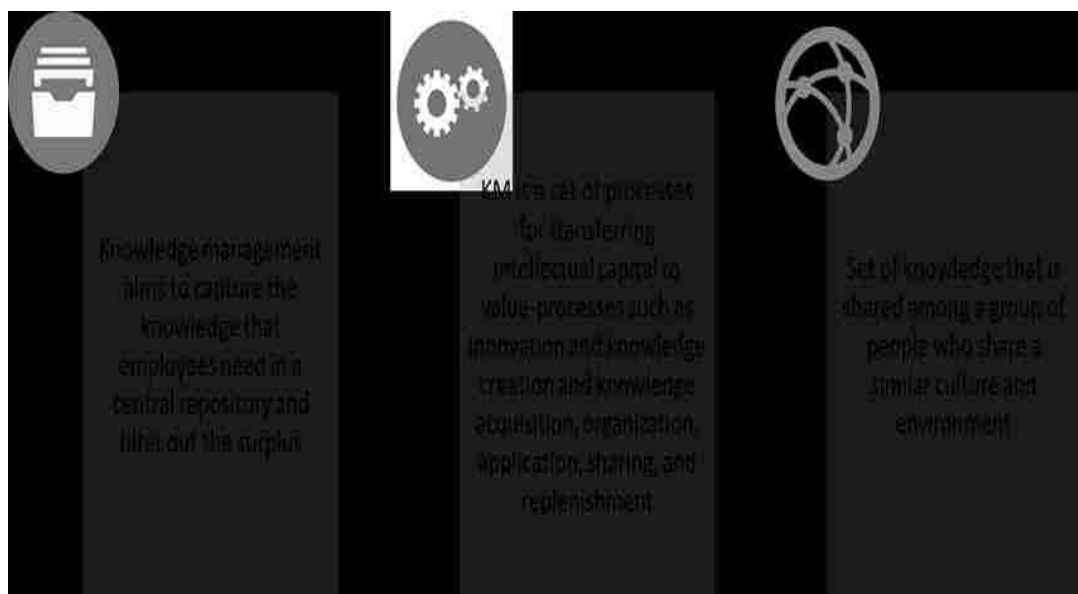 Knowledge management
aims to capture the
knowledge that
employees need in a
central repository and
filter out the surplus
KM is a set of processes
for transferring
intellectual capital to
value-processes such as
innovation and knowledge
creation and knowledge
acquisition, organization,
application, sharing, and
replenishment
Set of knowledge that is
shared among a group of
people who share a
similar culture and
environment